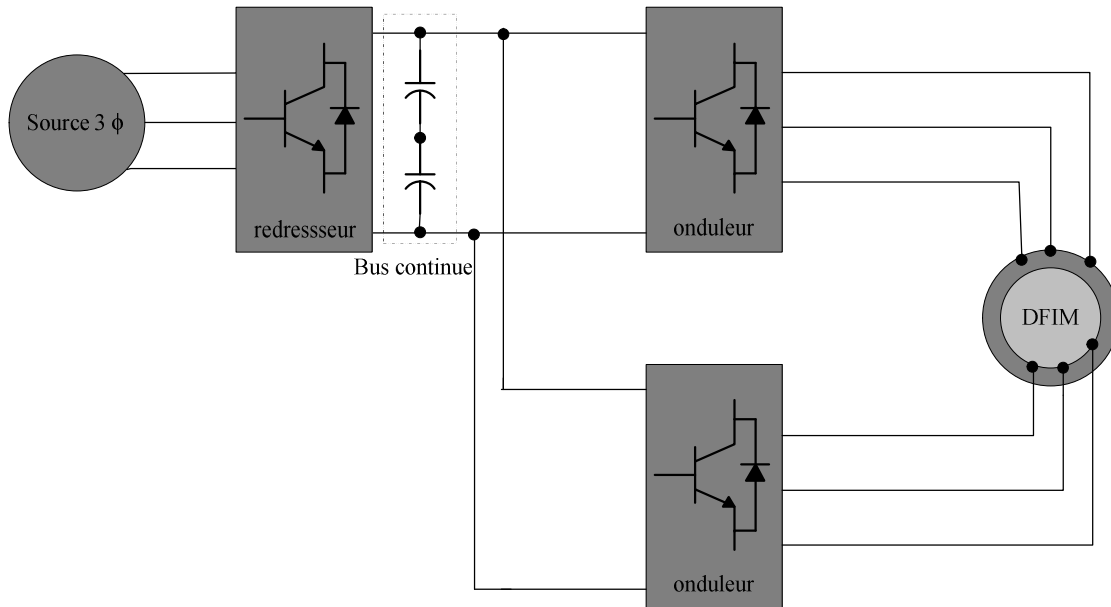 Source 3 ϕ
redressseur
Bus continue
onduleur
DFIM
onduleur